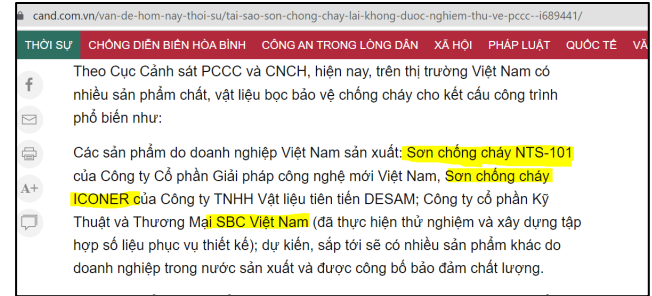 cand.com.vn/van-de-hom-nay-thoi-su/tai-sao-son-chong-chay-lai-khong-duoc-nghiem-thu-ve-pccc--i689441/
THỜI SỰ CHỐNG DIỄN BIẾN HÒA BÌNH CÔNG AN TRONG LÒNG DÂN XÃ HỘI PHÁP LUẬT QUỐC TẾ VĂ
Theo Cục Cảnh sát PCCC và CNCH, hiện nay, trên thị trường Việt Nam có
nhiều sản phẩm chất, vật liệu bọc bảo vệ chống cháy cho kết cấu công trình
phổ biến như:
Các sản phẩm do doanh nghiệp Việt Nam sản xuất: Sơn chống cháy NTS-101
của Công ty Cổ phần Giải pháp công nghệ mới Việt Nam, Sơn chống cháy
A+
ICONER của Công ty TNHH Vật liệu tiên tiến DESAM; Công ty cổ phần Kỹ
Thuật và Thương Mại SBC Việt Nam (đã thực hiện thử nghiệm và xây dựng tập
hợp số liệu phục vụ thiết kế); dự kiến, sắp tới sẽ có nhiều sản phẩm khác do
doanh nghiệp trong nước sản xuất và được công bố bảo đảm chất lượng.